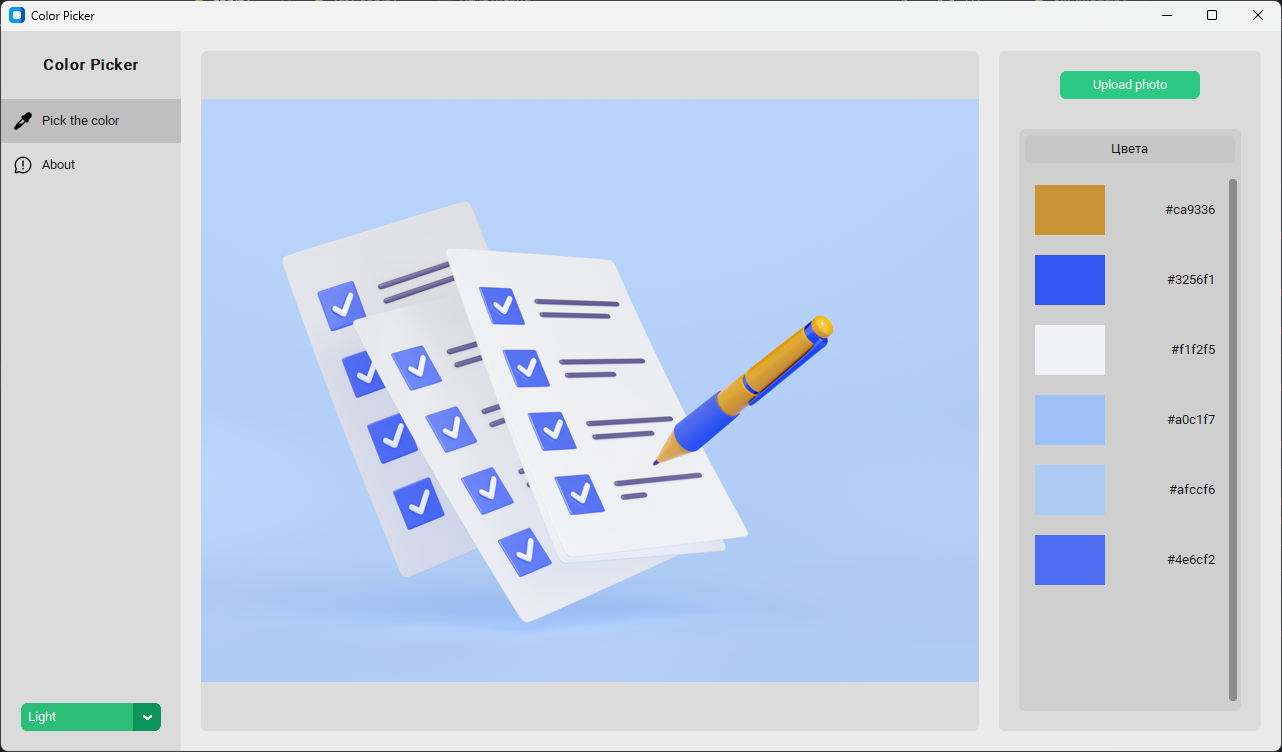 Color Picker
Color Picker
Pick the color
About
Light
Upload photo
Цвета
#ca9336
#3256f1
#f1f2f5
#a0c1f7
#afccf6
#4e6cf2